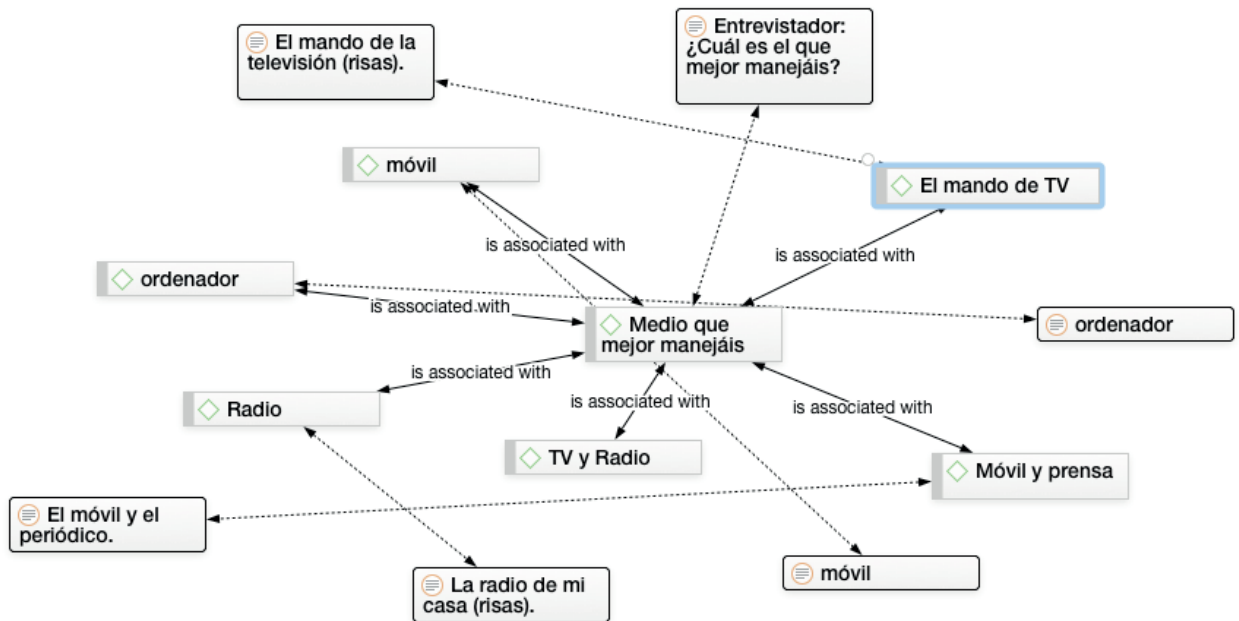 El mando de la
televisión (risas).
Entrevistador:
¿Cuál es el que
mejor manejáis?
móvil
El mando de TV
is associated with
is associated with
ordenador
is associated with
Medio que
mejor manejáis
ordenador
is associated with
Radio
is associated with
is associated with
TV y Radio
Móvil y prensa
El móvil y el
periódico.
La radio de mi
casa (risas).
móvil